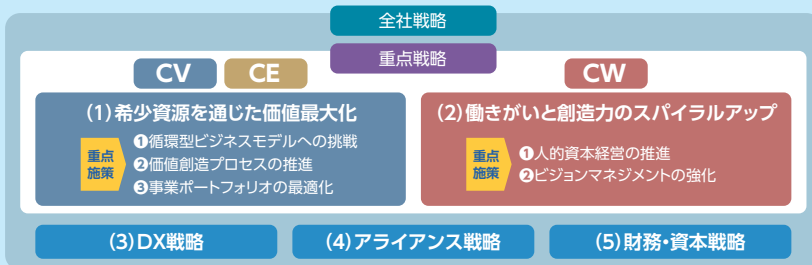 全社戦略
重点戦略
CV
CE
CW
(1)希少資源を通じた価値最大化
重点
施策
❶循環型ビジネスモデルへの挑戦
❷価値創造プロセスの推進
❸事業ポートフォリオの最適化
(2)働きがいと創造力のスパイラルアップ
重点
施策
❶人的資本経営の推進
❷ビジョンマネジメントの強化
(3)DX戦略
(4)アライアンス戦略
(5)財務・資本戦略